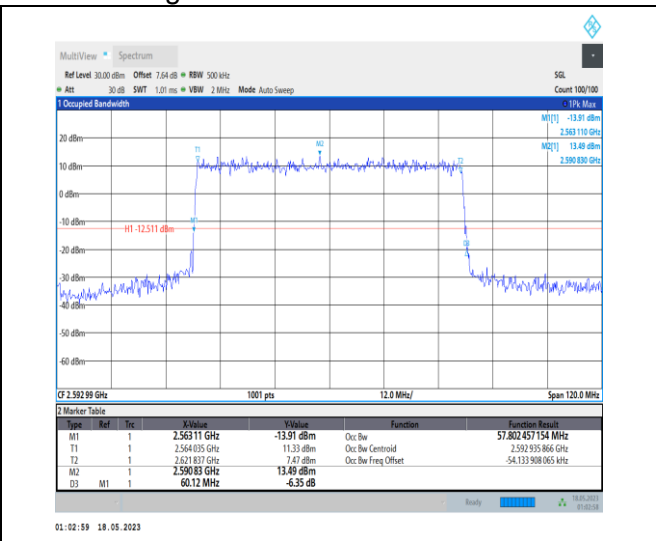 MultiView Spectrum
Ref Level 30.00 dBm Offset 7.64 dB RBW 500 kHz SGL
Att 30 dB SWT 1.01 ms VBW 2 MHz Mode Auto Sweep Count 100/100
1 Occupied Bandwidth 1Pk Max
M1[1] -13.91 dBm
2.563 110 GHz
M2[1] 13.49 dBm
2.590 830 GHz
20 dBm
T1
M2
T2
10 dBm
0 dBm
-10 dBm
M1
H1 -12.511 dBm
-20 dBm
D3
-30 dBm
-40 dBm
-50 dBm
-60 dBm
CF 2.592 99 GHz 1001 pts 12.0 MHz/ Span 120.0 MHz
2 Marker Table
Type Ref Trc X-Value Y-Value Function Function Result
M1 1 2.563 11 GHz -13.91 dBm Occ Bw 57.802 457 154 MHz
T1 1 2.564 035 GHz 11.33 dBm Occ Bw Centroid 2.592 935 866 GHz
T2 1 2.621 837 GHz 7.47 dBm Occ Bw Freq Offset -54.133 908 065 kHz
M2 1 2.590 83 GHz 13.49 dBm
D3 M1 1 60.12 MHz -6.35 dB
Ready 18.05.2023
01:02:58
01:02:59 18.05.2023